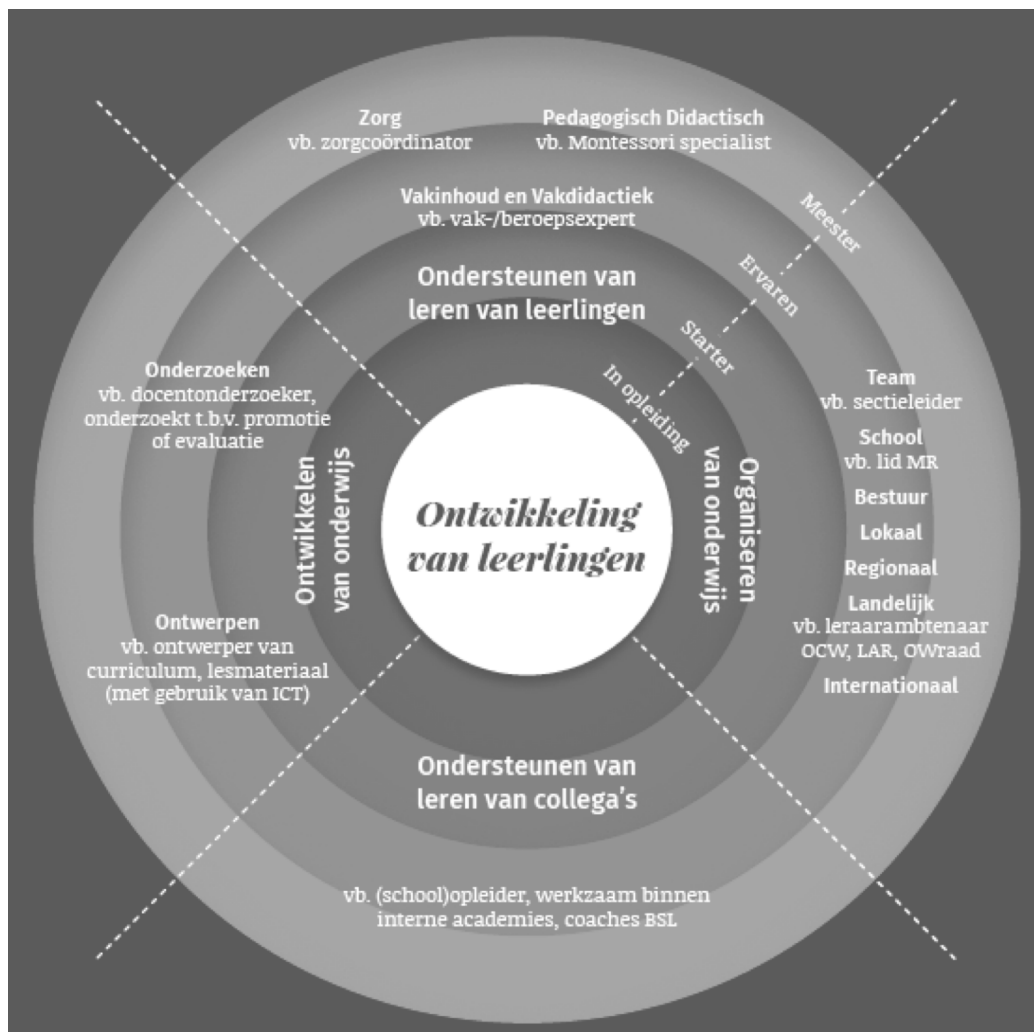 Zorg
vb. zorgcoördinator
Pedagogisch Didactisch
vb. Montessori specialist
Vakinhoud en Vakdidactiek
vb. vak-/beroepsexpert
Ondersteunen van
leren van leerlingen
Meester
Ervaren
Starter
In opleiding
Onderzoeken
vb. docentonderzoeker,
onderzoekt t.b.v. promotie
of evaluatie
Ontwikkelen
van onderwijs
Ontwerpen
vb. ontwerper van
curriculum, lesmateriaal
(met gebruik van ICT)
Ontwikkeling
van leerlingen
Organiseren
van onderwijs
Team
vb. sectieleider
School
vb. lid MR
Bestuur
Lokaal
Regionaal
Landelijk
vb. leraarambtenaar
OCW, LAR, OWraad
Internationaal
Ondersteunen van
leren van collega's
vb. (school)opleider, werkzaam binnen
interne academies, coaches BSL